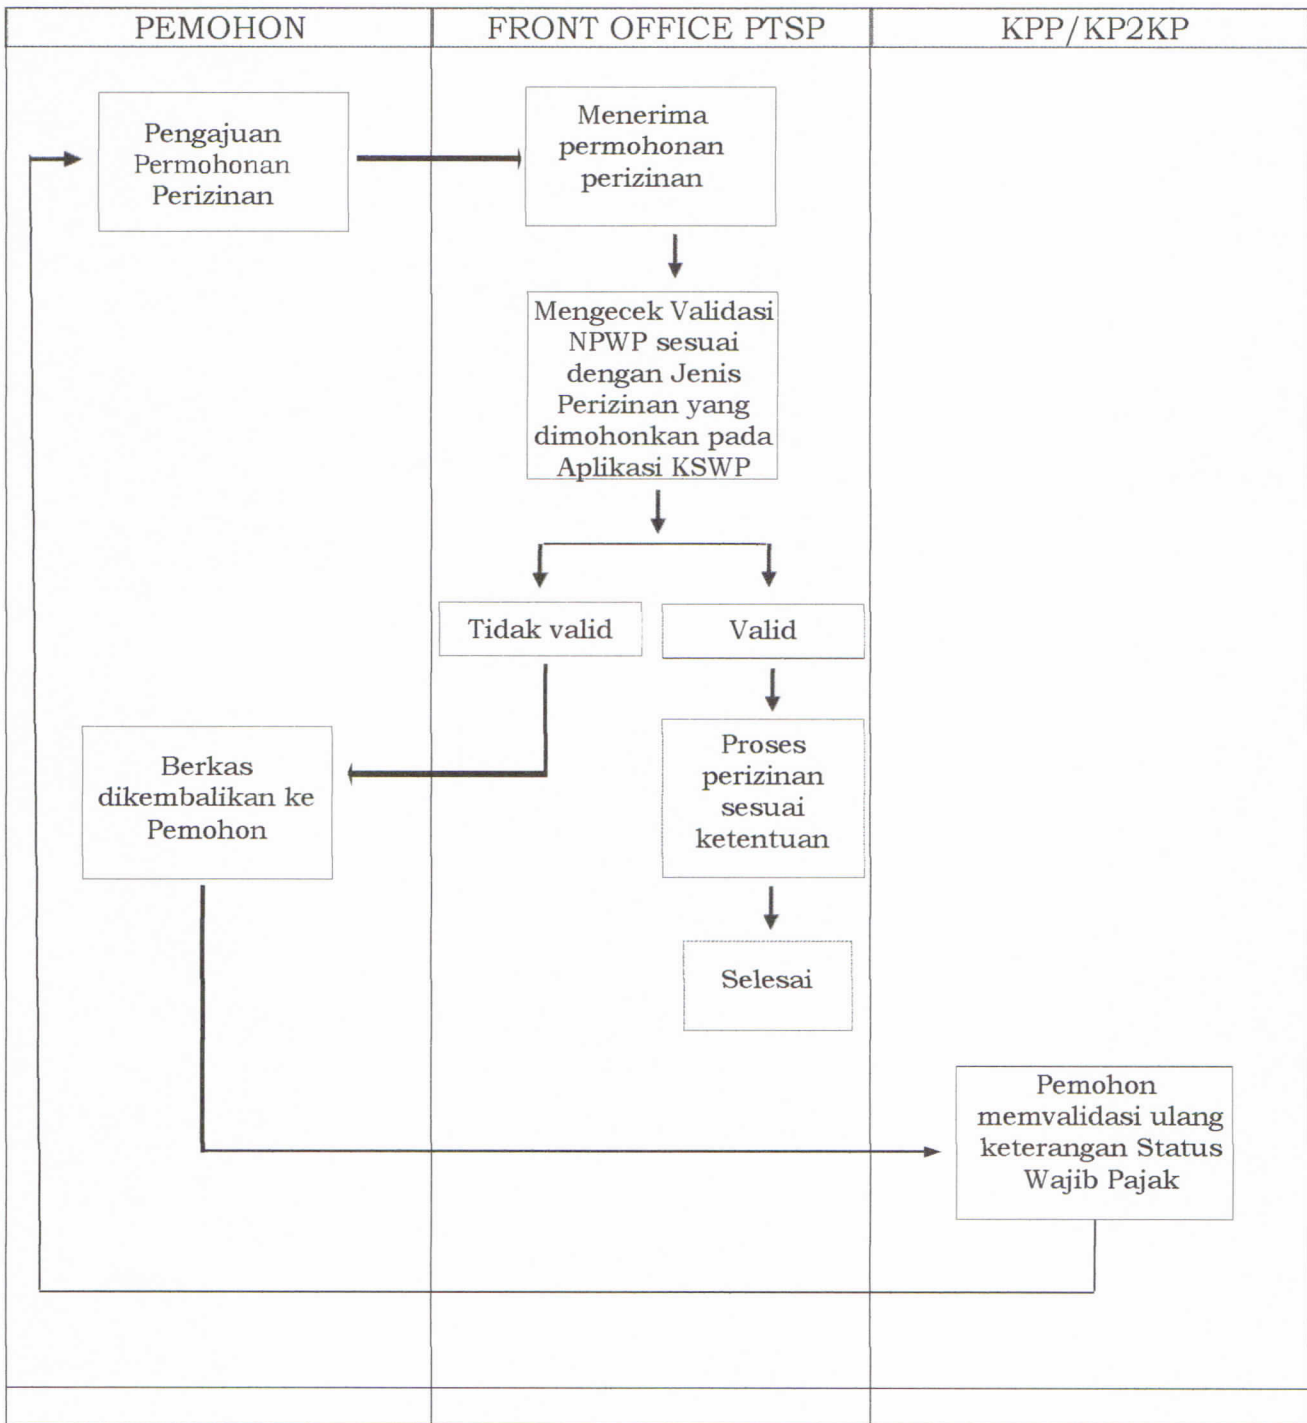 PEMOHON
FRONT OFFICE PTSP
KPP/KP2KP
Pengajuan
Permohonan
Perizinan
Menerima
permohonan
perizinan
Mengecek Validasi
NPWP sesuai
dengan Jenis
Perizinan yang
dimohonkan pada
Aplikasi KSWP
Tidak valid
Valid
Berkas
dikembalikan ke
Pemohon
Proses
perizinan
sesuai
ketentuan
Selesai
Pemohon
memvalidasi ulang
keterangan Status
Wajib Pajak